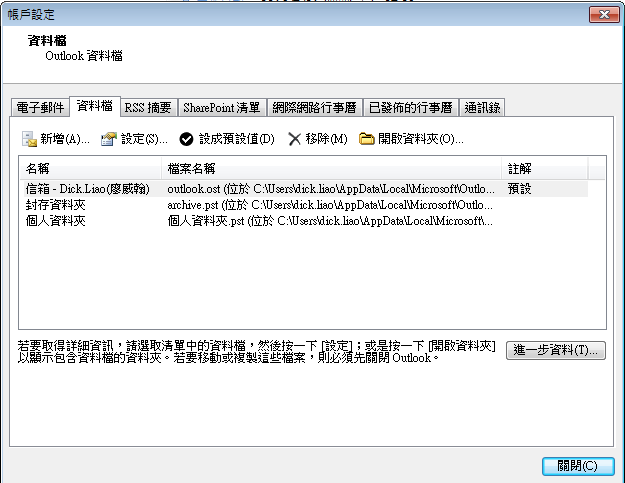 帳戶設定
資料檔
Outlook 資料檔
電子郵件 資料檔 RSS 摘要 SharePoint 清單 網際網路行事曆 已發佈的行事曆 通訊錄
新增(A)... 設定(S)... 設成預設值(D) 移除(M) 開啟資料夾(O)...
名稱 檔案名稱 註解
信箱 - Dick.Liao(廖威翰) outlook.ost (位於 C:\Users\dick.liao\AppData\Local\Microsoft\Outlo... 預設
封存資料夾 archive.pst (位於 C:\Users\dick.liao\AppData\Local\Microsoft\Outlo...
個人資料夾 個人資料夾.pst (位於 C:\Users\dick.liao\AppData\Local\Microsoft\Outlo...
若要取得詳細資訊，請選取清單中的資料檔，然後按一下 [設定]；或是按一下 [開啟資料夾]
以顯示包含資料檔的資料夾。若要移動或複製這些檔案，則必須先關閉 Outlook。
進一步資料(T)...
關閉(C)